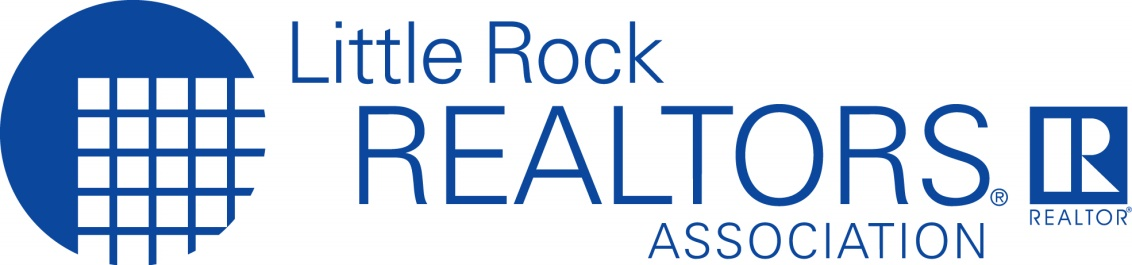 Little Rock
REALTORS®
ASSOCIATION
R
REALTOR®